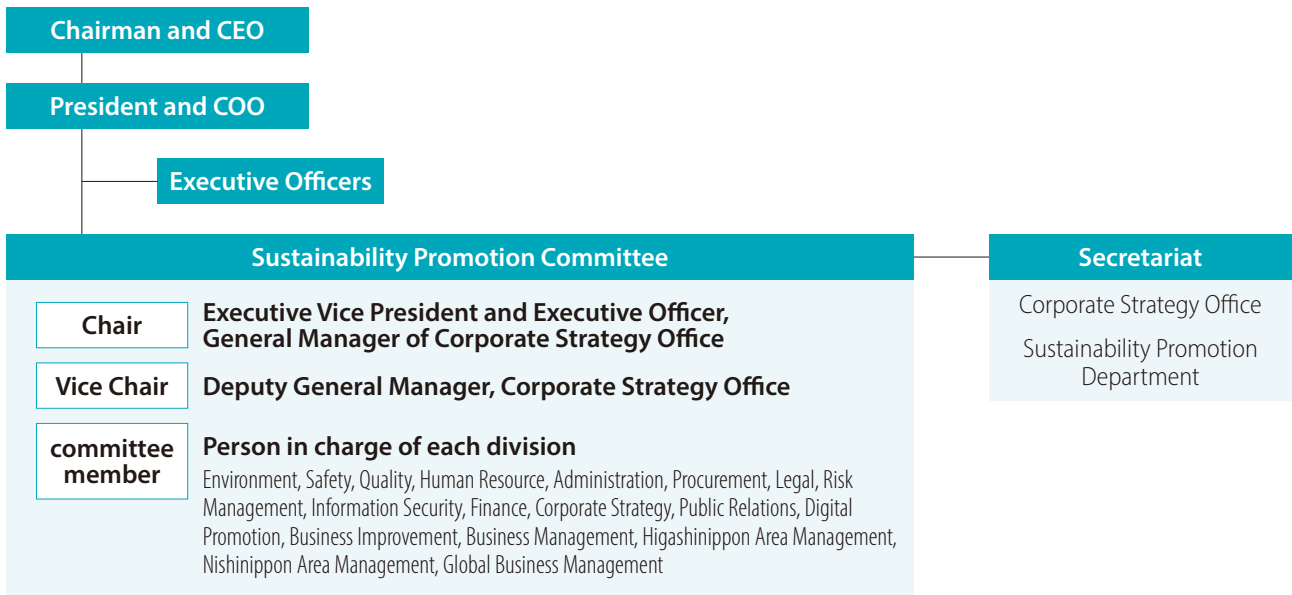 Chairman and CEO
President and COO
Executive Officers
Sustainability Promotion Committee
Chair
Executive Vice President and Executive Officer,
General Manager of Corporate Strategy Office
Vice Chair
Deputy General Manager, Corporate Strategy Office
committee
member
Person in charge of each division
Environment, Safety, Quality, Human Resource, Administration, Procurement, Legal, Risk
Management, Information Security, Finance, Corporate Strategy, Public Relations, Digital
Promotion, Business Improvement, Business Management, Higashinippon Area Management,
Nishinippon Area Management, Global Business Management
Secretariat
Corporate Strategy Office
Sustainability Promotion
Department